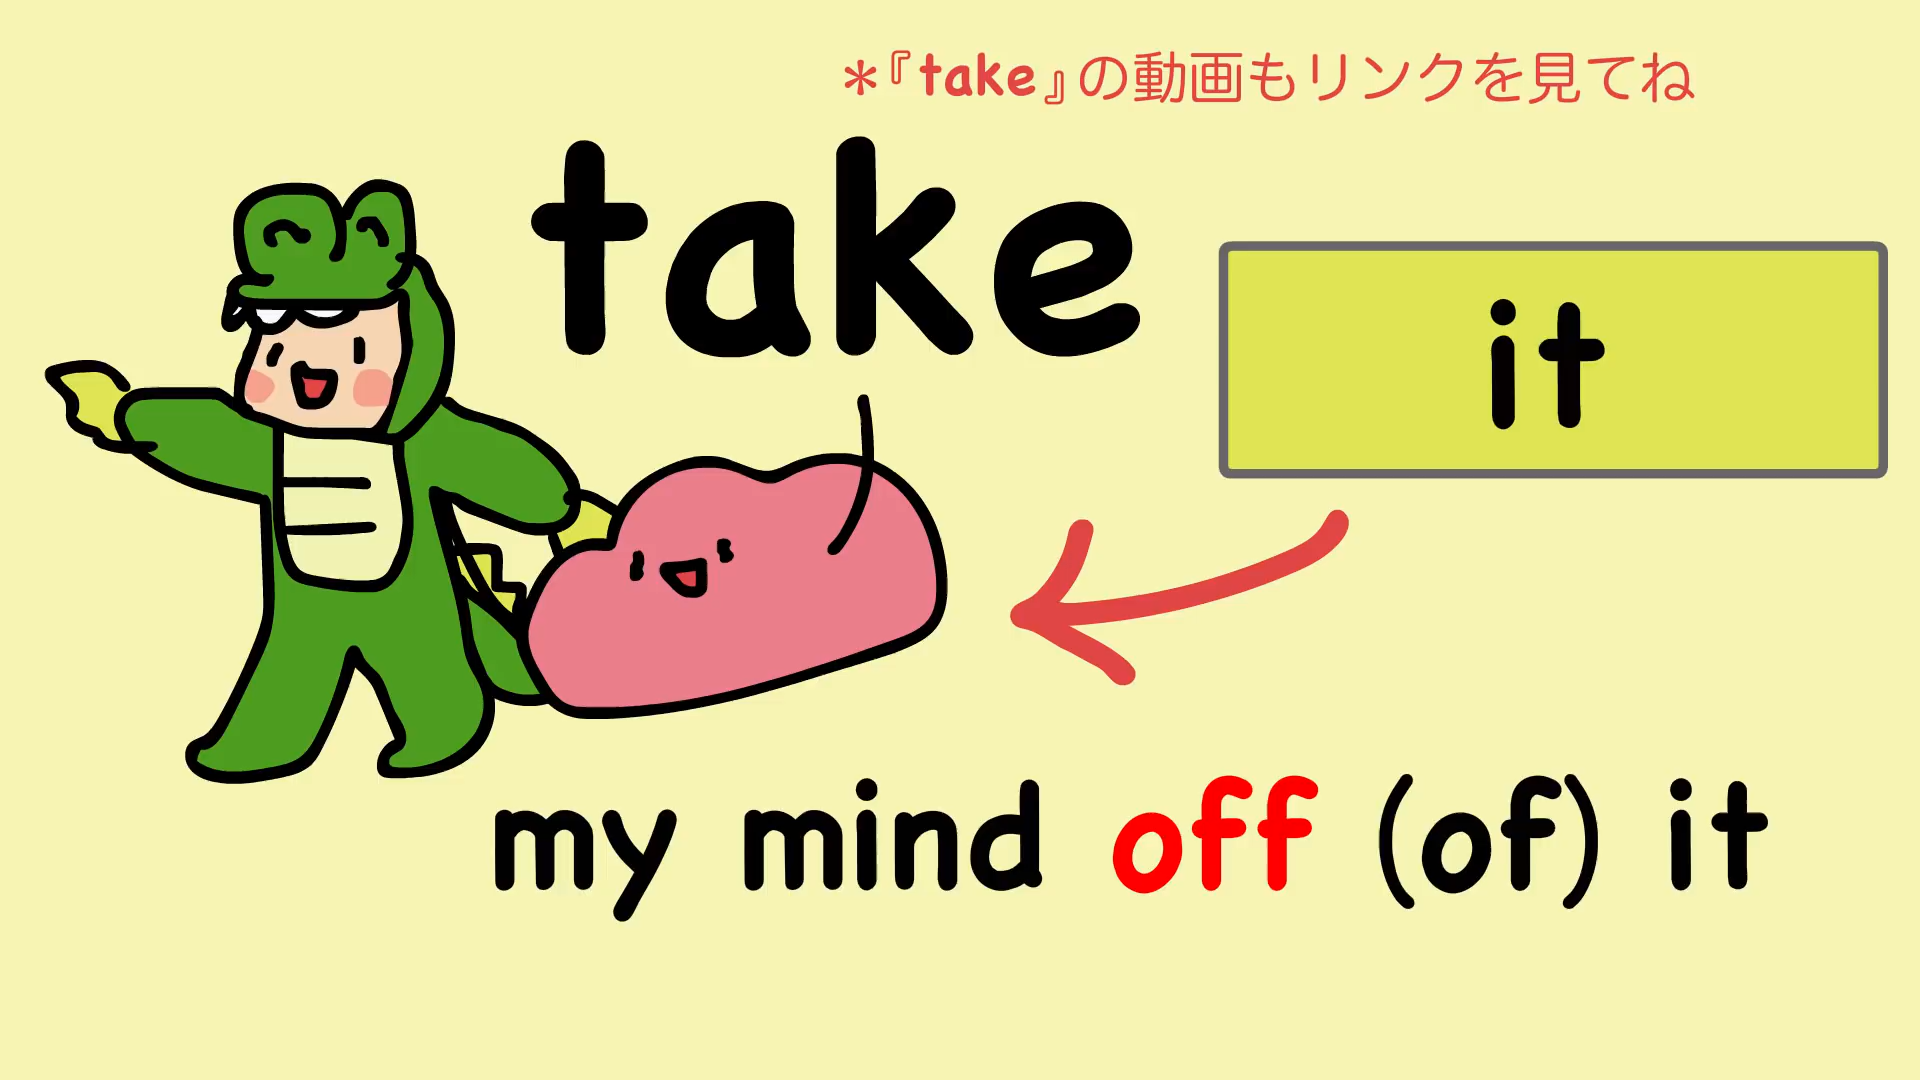 *『take』の動画もリンクを見てね
take
it
my mind off (of) it